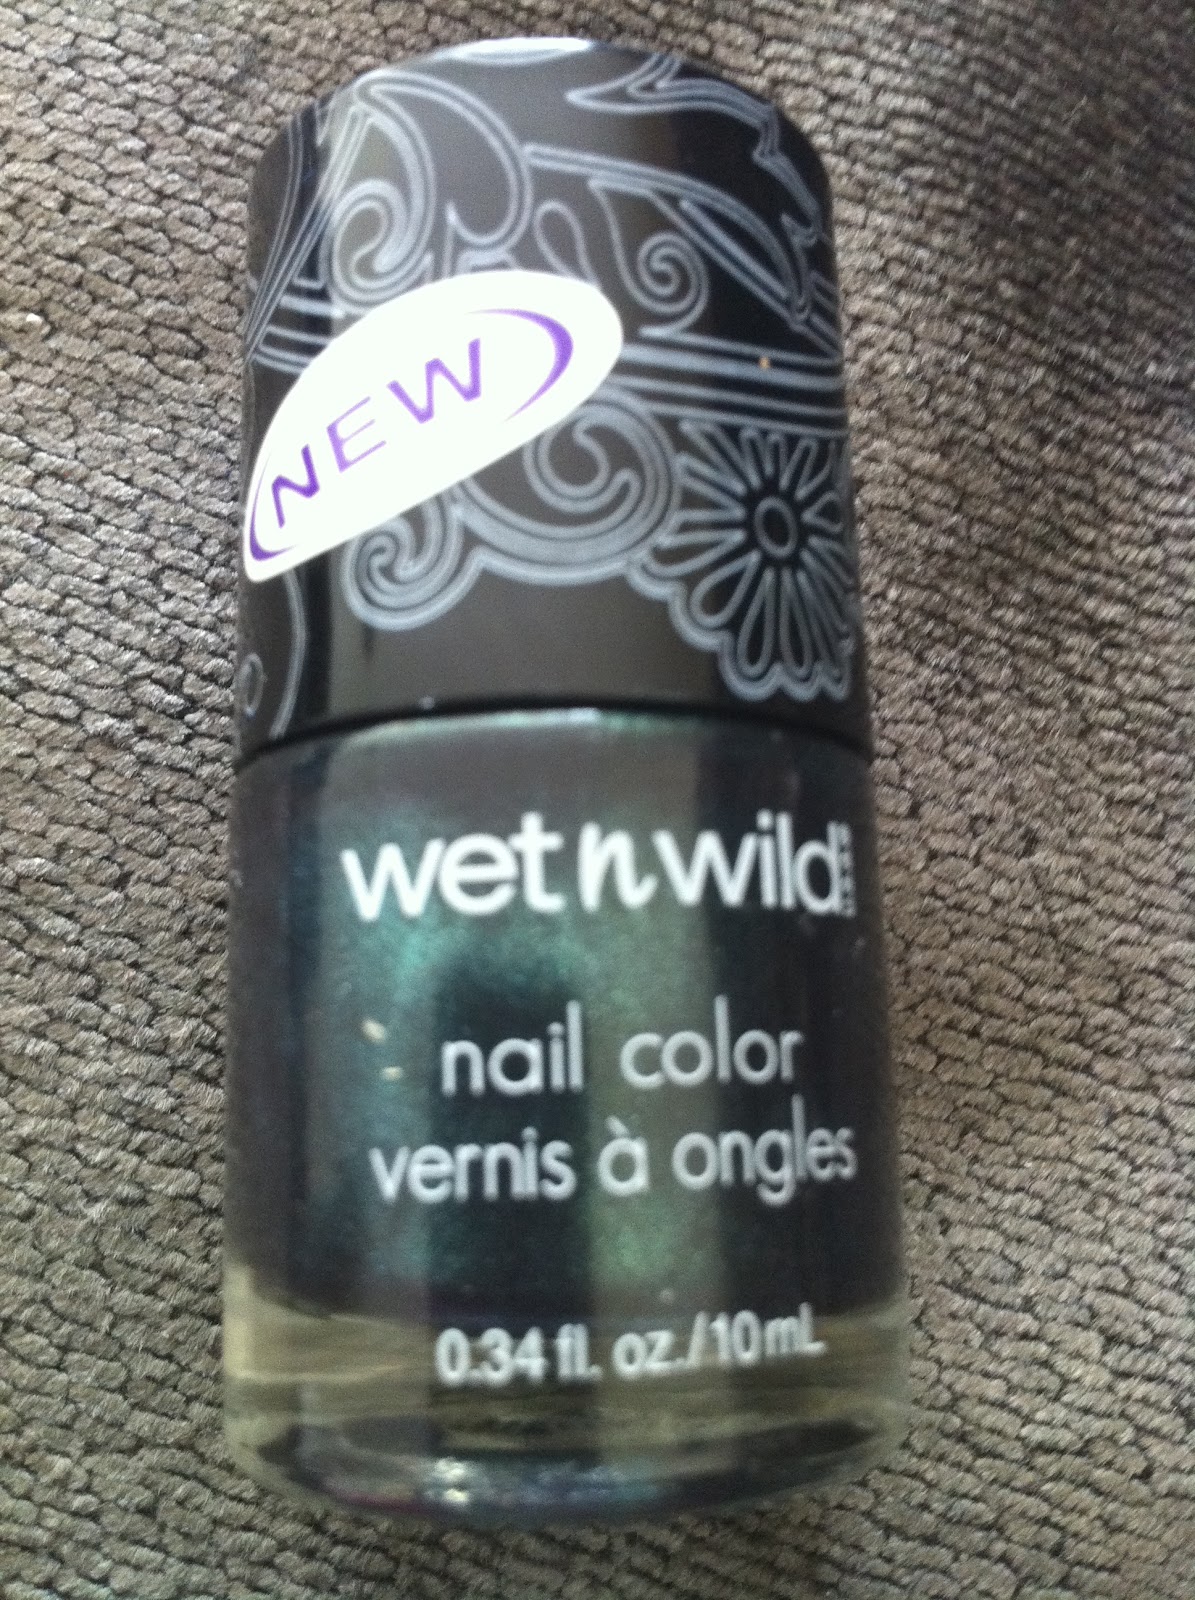 NEW
wet n wild
nail color
vernis à ongles
0.34 fl. oz./10mL